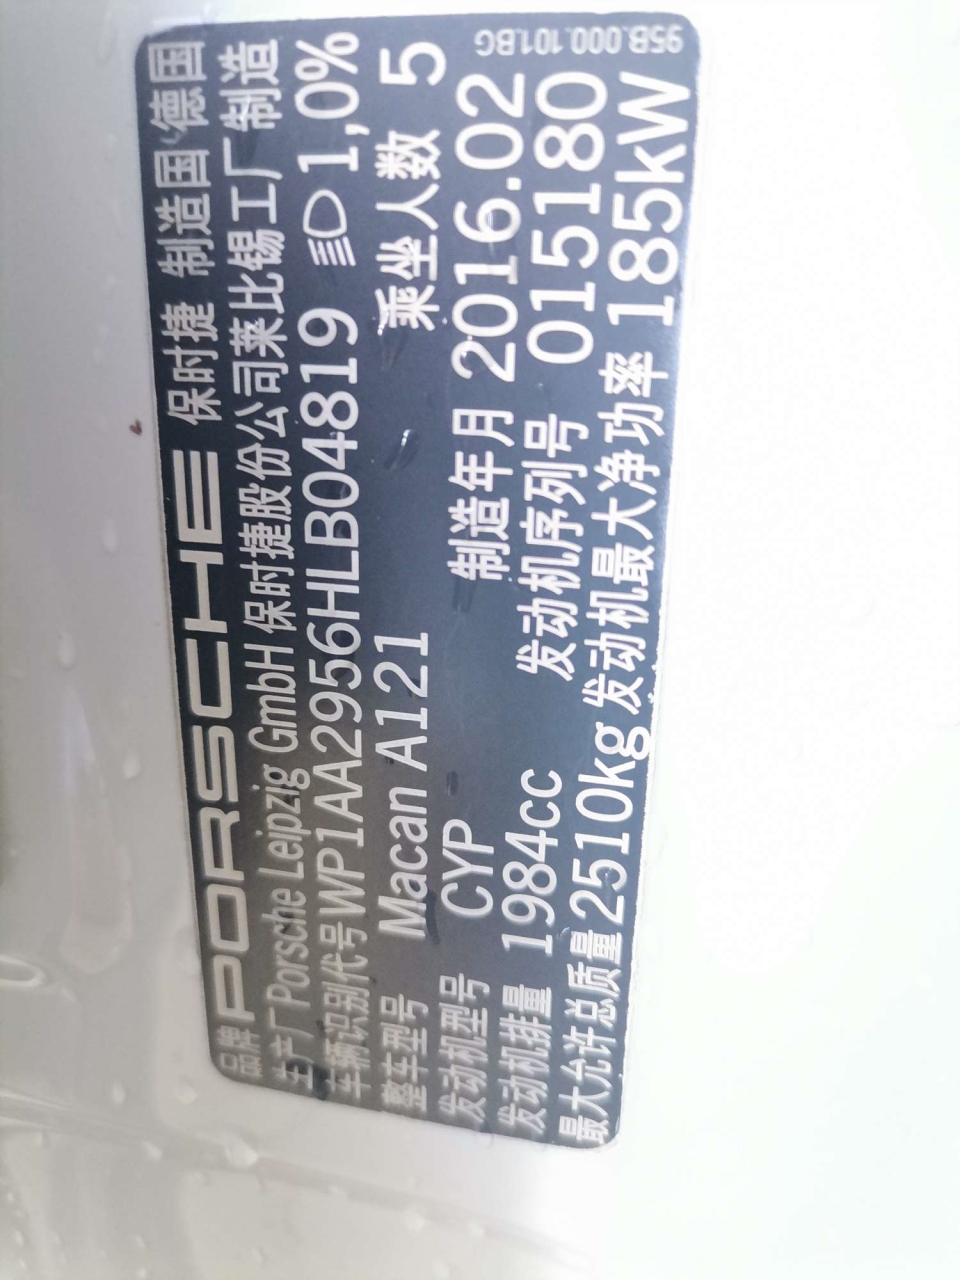 95B.000.101.BG
品牌 PORSCHE 保时捷 制造国 德国
生产厂 Porsche Leipzig GmbH 保时捷股份公司莱比锡工厂制造
车辆识别代号 WP1AA2956HLB04819 1,0%
整车型号 Macan A121 乘坐人数 5
发动机型号 CYP 制造年月 2016.02
发动机排量 1984cc 发动机序列号 015180
最大允许总质量 2510kg 发动机最大净功率 185kW